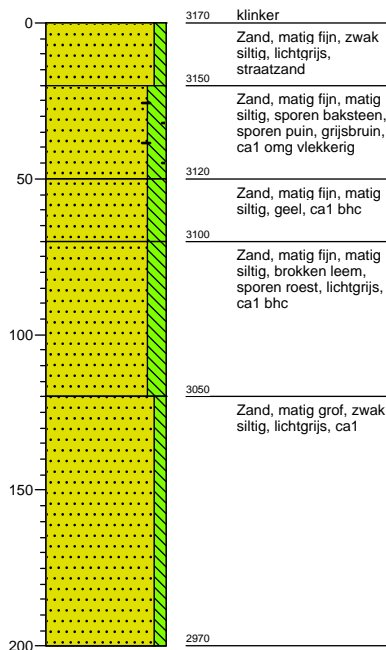 0
3170
klinker
Zand, matig fijn, zwak
siltig, lichtgrijs,
straatzand
3150
Zand, matig fijn, matig
siltig, sporen baksteen,
sporen puin, grijsbruin,
ca1 omg vlekkerig
50
3120
Zand, matig fijn, matig
siltig, geel, ca1 bhc
3100
Zand, matig fijn, matig
siltig, brokken leem,
sporen roest, lichtgrijs,
ca1 bhc
100
3050
Zand, matig grof, zwak
siltig, lichtgrijs, ca1
150
200
2970